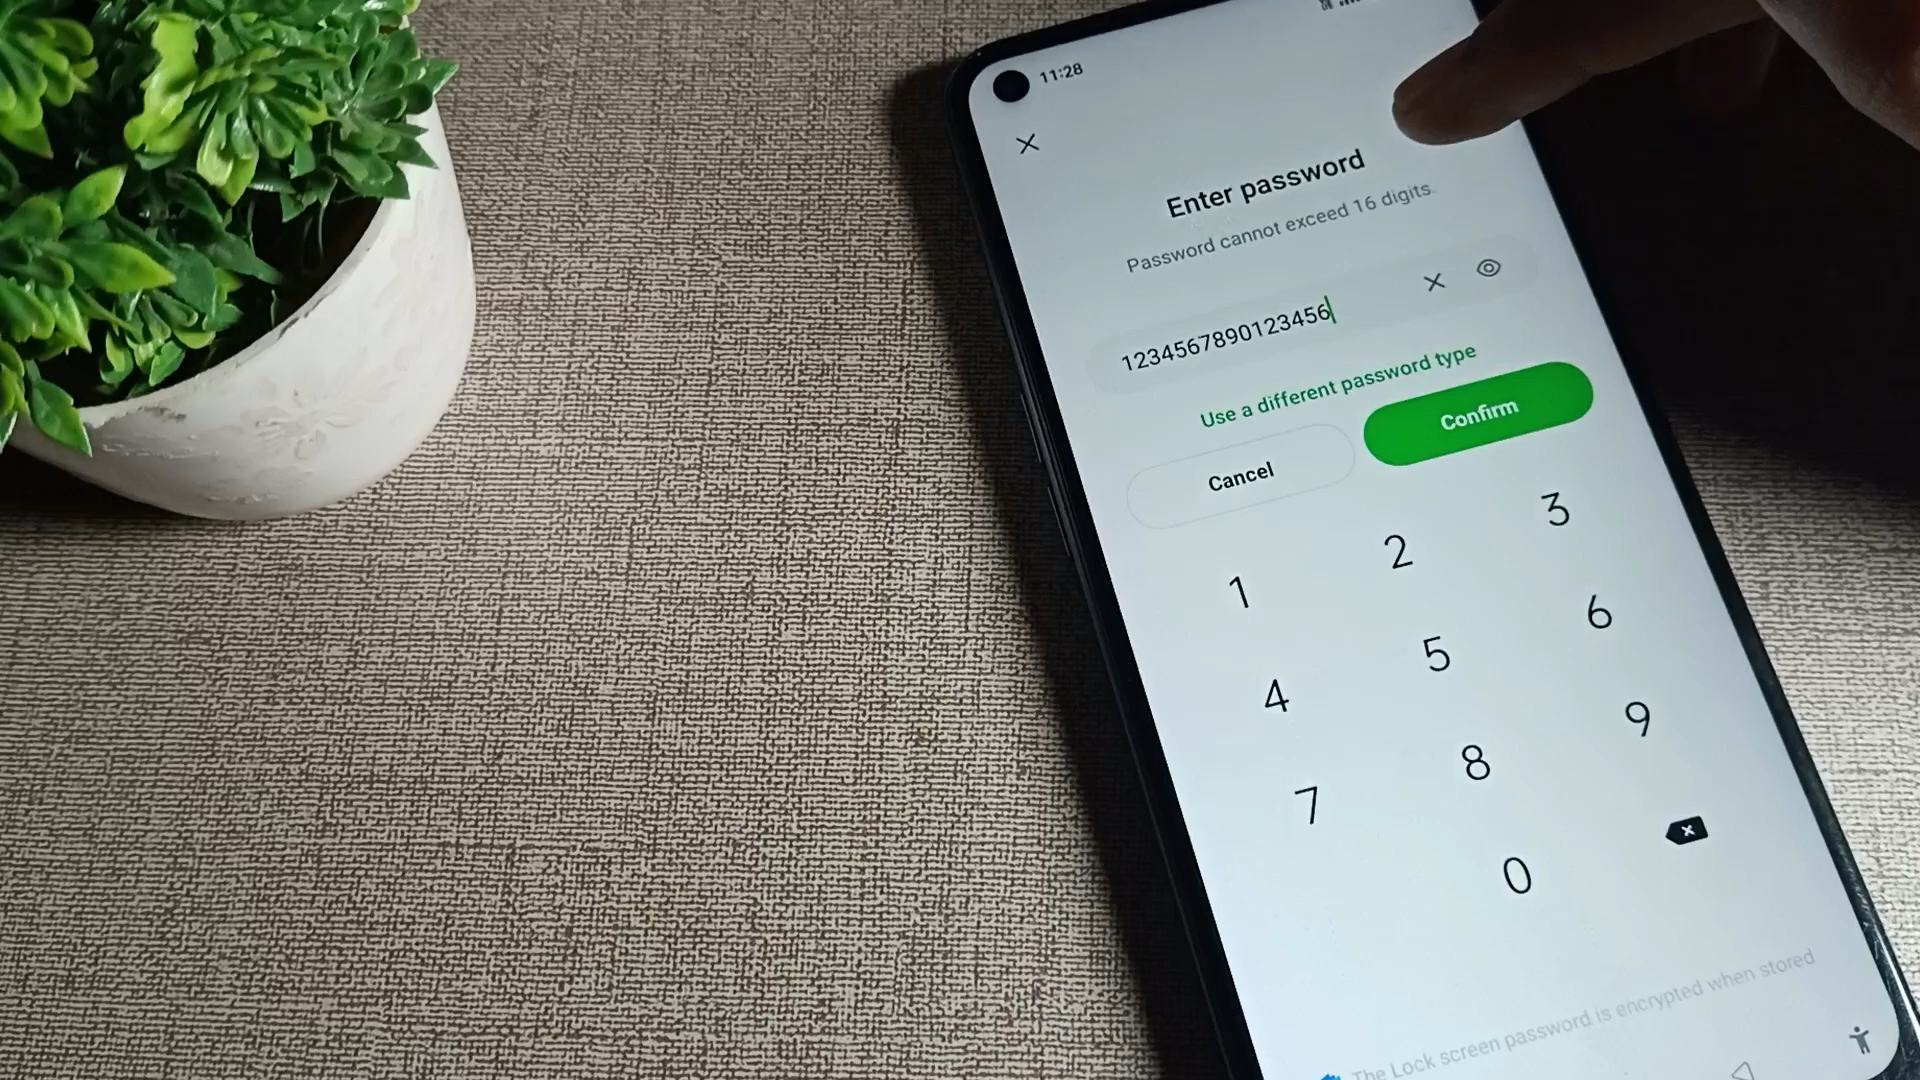 11:28
Enter password
Password cannot exceed 16 digits.
1234567890123456
Use a different password type
Cancel
Confirm
1
2
3
4
5
6
7
8
9
0
The Lock screen password is encrypted when stored